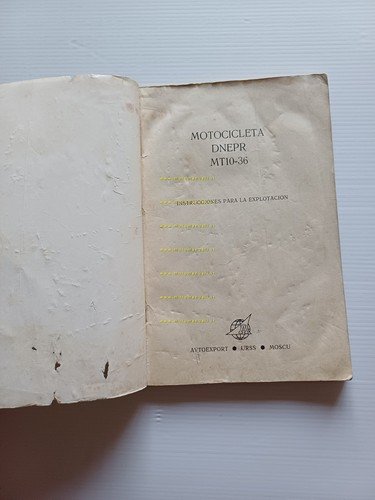 MOTOCICLETA
DNEPR
MT10-36
INSTRUCCIONES PARA LA EXPLOTACION
AVTOEXPORT ● URSS ● MOSCU